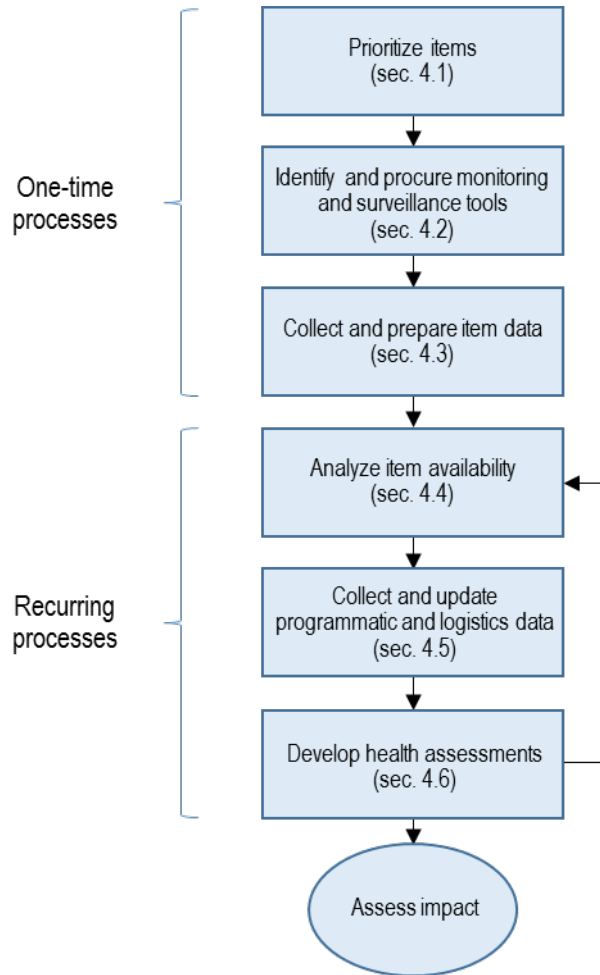 Prioritize items
(sec. 4.1)
One-time
processes
Identify and procure monitoring
and surveillance tools
(sec. 4.2)
Collect and prepare item data
(sec. 4.3)
Analyze item availability
(sec. 4.4)
Recurring
processes
Collect and update
programmatic and logistics data
(sec. 4.5)
Develop health assessments
(sec. 4.6)
Assess impact